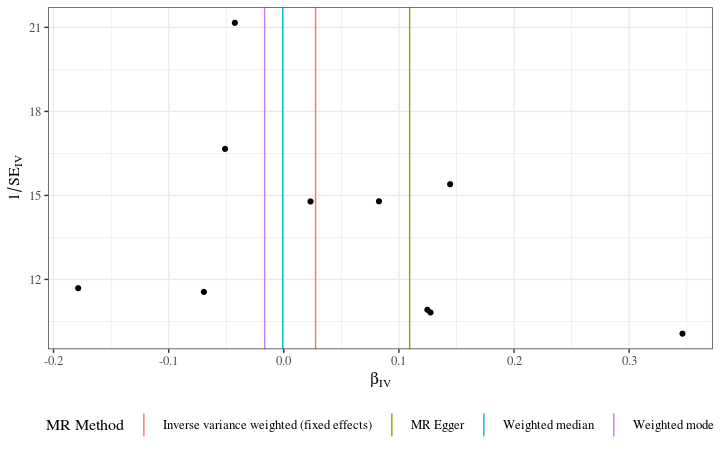 21
18
15
12
1/SE_IV
-0.2 -0.1 0.0 0.1 0.2 0.3
β_IV
MR Method Inverse variance weighted (fixed effects) MR Egger Weighted median Weighted mode